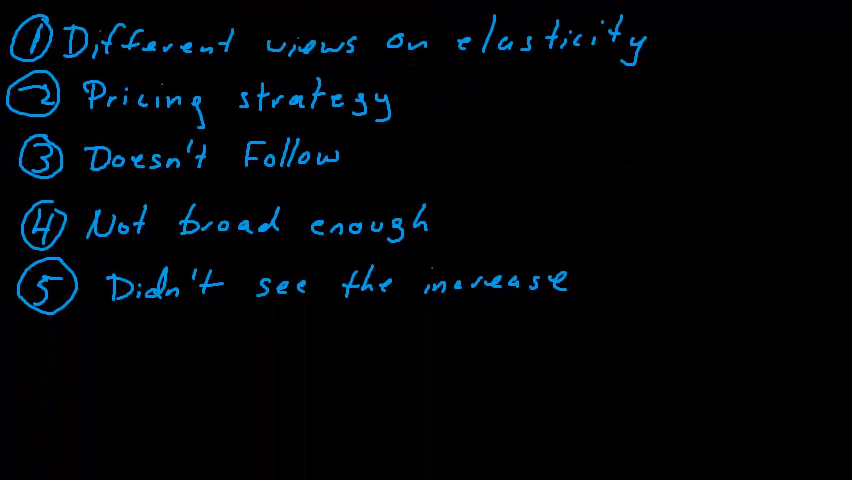 ① Different views on elasticity
② Pricing strategy
③ Doesn't Follow
④ Not broad enough
⑤ Didn't see the increase